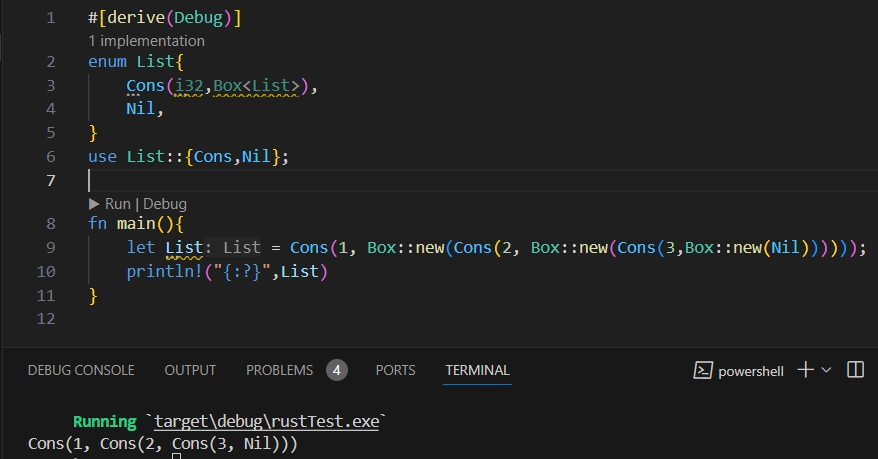 1 #[derive(Debug)]
1 implementation
2 enum List{
3     Cons(i32,Box<List>),
4     Nil,
5 }
6 use List::{Cons,Nil};
7
▶ Run | Debug
8 fn main(){
9     let List: List = Cons(1, Box::new(Cons(2, Box::new(Cons(3,Box::new(Nil))))));
10     println!("{:?}",List)
11 }
12
DEBUG CONSOLE OUTPUT PROBLEMS 4 PORTS TERMINAL powershell
Running `target\debug\rustTest.exe`
Cons(1, Cons(2, Cons(3, Nil)))